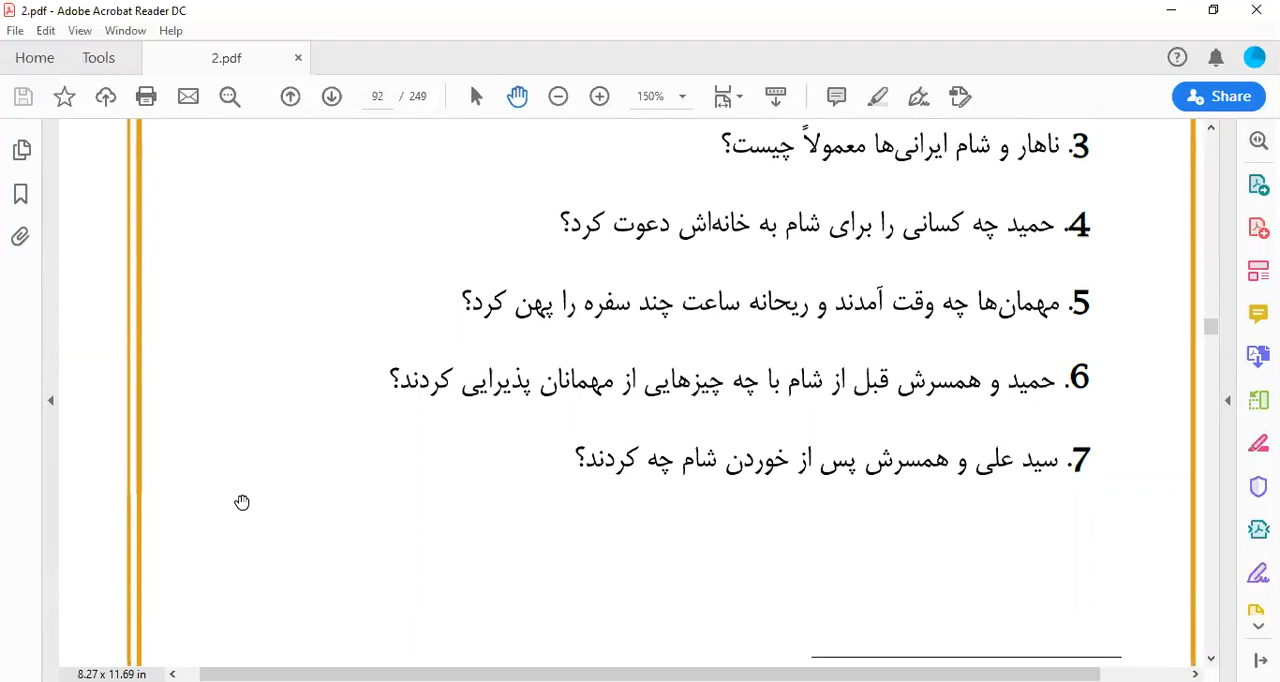 2.pdf - Adobe Acrobat Reader DC
File Edit View Window Help
Home Tools 2.pdf ×
92 / 249 150% Share
3. ناهار و شام ایرانی‌ها معمولاً چیست؟
4. حمید چه کسانی را برای شام به خانه‌اش دعوت کرد؟
5. مهمان‌ها چه وقت آمدند و ریحانه ساعت چند سفره را پهن کرد؟
6. حمید و همسرش قبل از شام با چه چیزهایی از مهمانان پذیرایی کردند؟
7. سید علی و همسرش پس از خوردن شام چه کردند؟
8.27 x 11.69 in